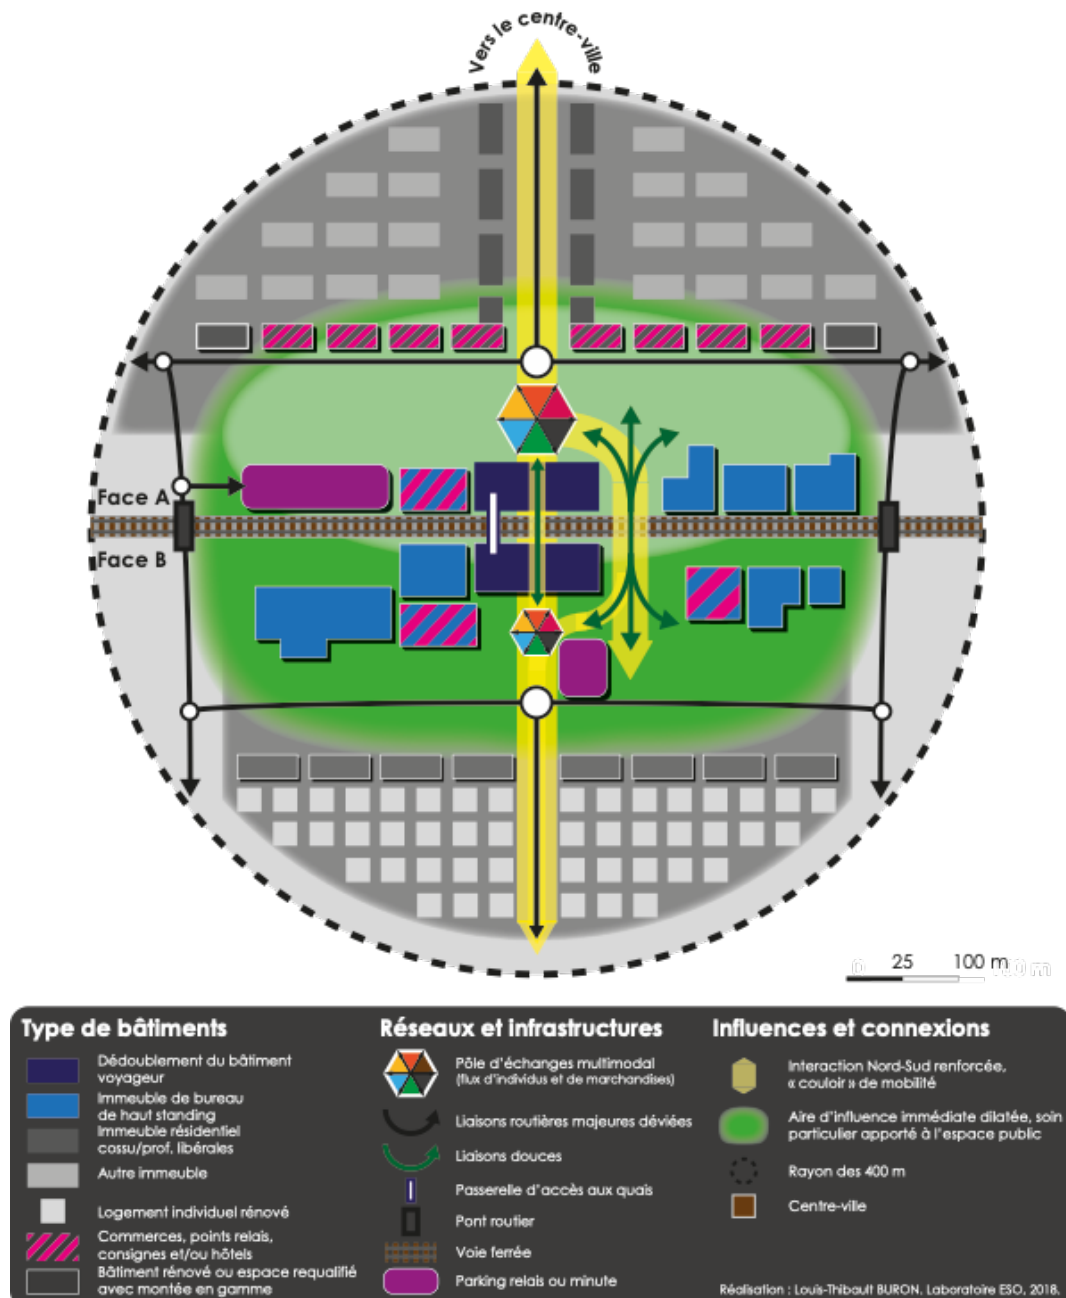 Vers le centre-ville
Face A
Face B
0 25 100 m
Type de bâtiments
Dédoublement du bâtiment
voyageur
Immeuble de bureau
de haut standing
Immeuble résidentiel
cossu/prof. libérales
Autre immeuble
Logement individuel rénové
Commerces, points relais,
consignes et/ou hôtels
Bâtiment rénové ou espace requalifié
avec montée en gamme
Réseaux et infrastructures
Pôle d'échanges multimodal
(flux d'individus et de marchandises)
Liaisons routières majeures déviées
Liaisons douces
Passerelle d'accès aux quais
Pont routier
Voie ferrée
Parking relais ou minute
Influences et connexions
Interaction Nord-Sud renforcée,
« couloir » de mobilité
Aire d'influence immédiate dilatée, soin
particulier apporté à l'espace public
Rayon des 400 m
Centre-ville
Réalisation : Louis-Thibault BURON. Laboratoire ESO, 2018.